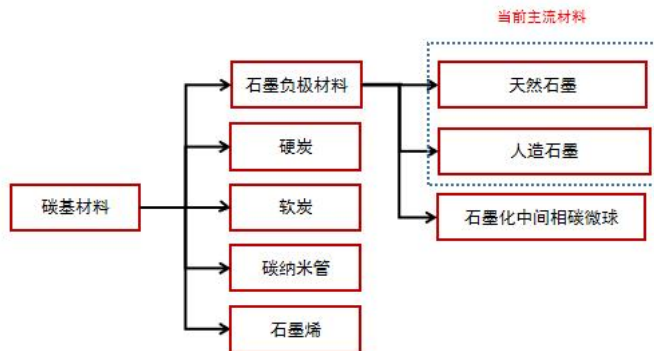 当前主流材料
石墨负极材料
天然石墨
硬炭
人造石墨
碳基材料
软炭
石墨化中间相碳微球
碳纳米管
石墨烯